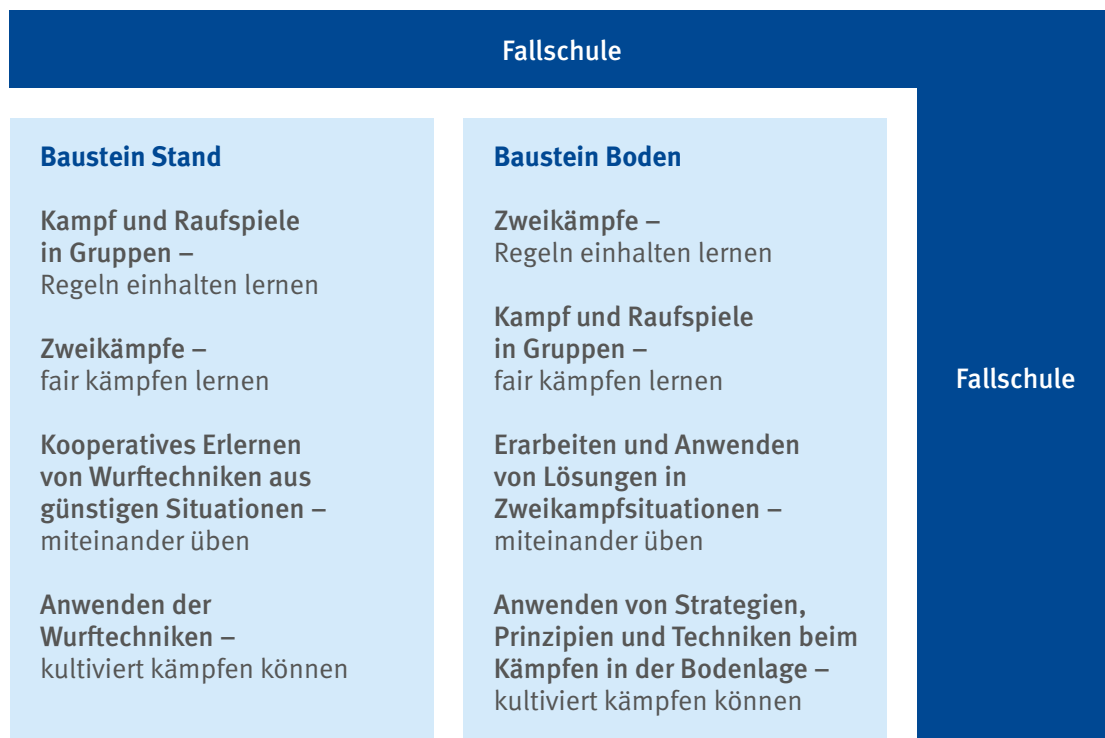 Fallschule
Baustein Stand
Kampf und Raufspiele
in Gruppen –
Regeln einhalten lernen
Zweikämpfe –
fair kämpfen lernen
Kooperatives Erlernen
von Wurftechniken aus
günstigen Situationen –
miteinander üben
Anwenden der
Wurftechniken –
kultiviert kämpfen können
Baustein Boden
Zweikämpfe –
Regeln einhalten lernen
Kampf und Raufspiele
in Gruppen –
fair kämpfen lernen
Erarbeiten und Anwenden
von Lösungen in
Zweikampfsituationen –
miteinander üben
Anwenden von Strategien,
Prinzipien und Techniken beim
Kämpfen in der Bodenlage –
kultiviert kämpfen können
Fallschule